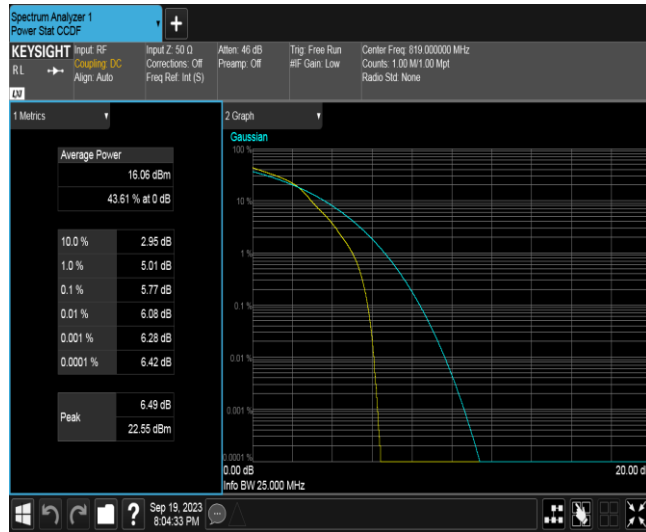 Spectrum Analyzer 1
Power Stat CCDF
+
KEYSIGHT
RL
LXI
Input: RF
Coupling: DC
Align: Auto
Input Z: 50 Ω
Corrections: Off
Freq Ref: Int (S)
Atten: 46 dB
Preamp: Off
Trig: Free Run
#IF Gain: Low
Center Freq: 819.000000 MHz
Counts: 1.00 M/1.00 Mpt
Radio Std: None
1 Metrics
Average Power
16.06 dBm
43.61 % at 0 dB
10.0 % 2.95 dB
1.0 % 5.01 dB
0.1 % 5.77 dB
0.01 % 6.08 dB
0.001 % 6.28 dB
0.0001 % 6.42 dB
Peak
6.49 dB
22.55 dBm
2 Graph
Gaussian
100 %
10 %
1 %
0.1 %
0.01 %
0.001 %
0.0001 %
0.00 dB
20.00 d
Info BW 25.000 MHz
?
Sep 19, 2023
8:04:33 PM